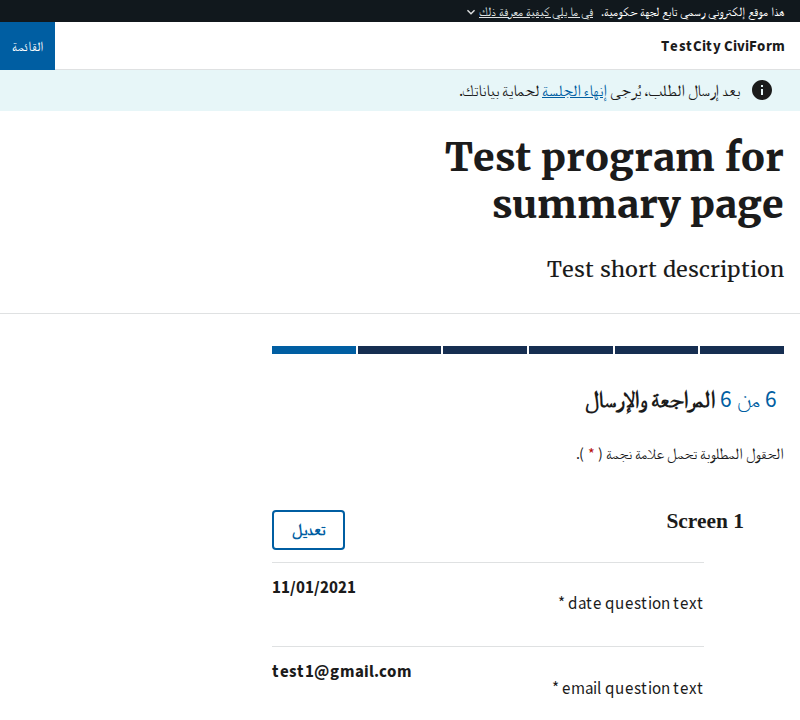 هذا موقع إلكتروني رسمي تابع لجهة حكومية. في ما يلي كيفية معرفة ذلك
TestCity CiviForm
القائمة
بعد إرسال الطلب، يُرجى إنهاء الجلسة لحماية بياناتك.
Test program for
summary page
Test short description
6 من 6 المراجعة والإرسال
الحقول المطلوبة تحمل علامة نجمة ( * ).
Screen 1
تعديل
date question text *
11/01/2021
email question text *
test1@gmail.com